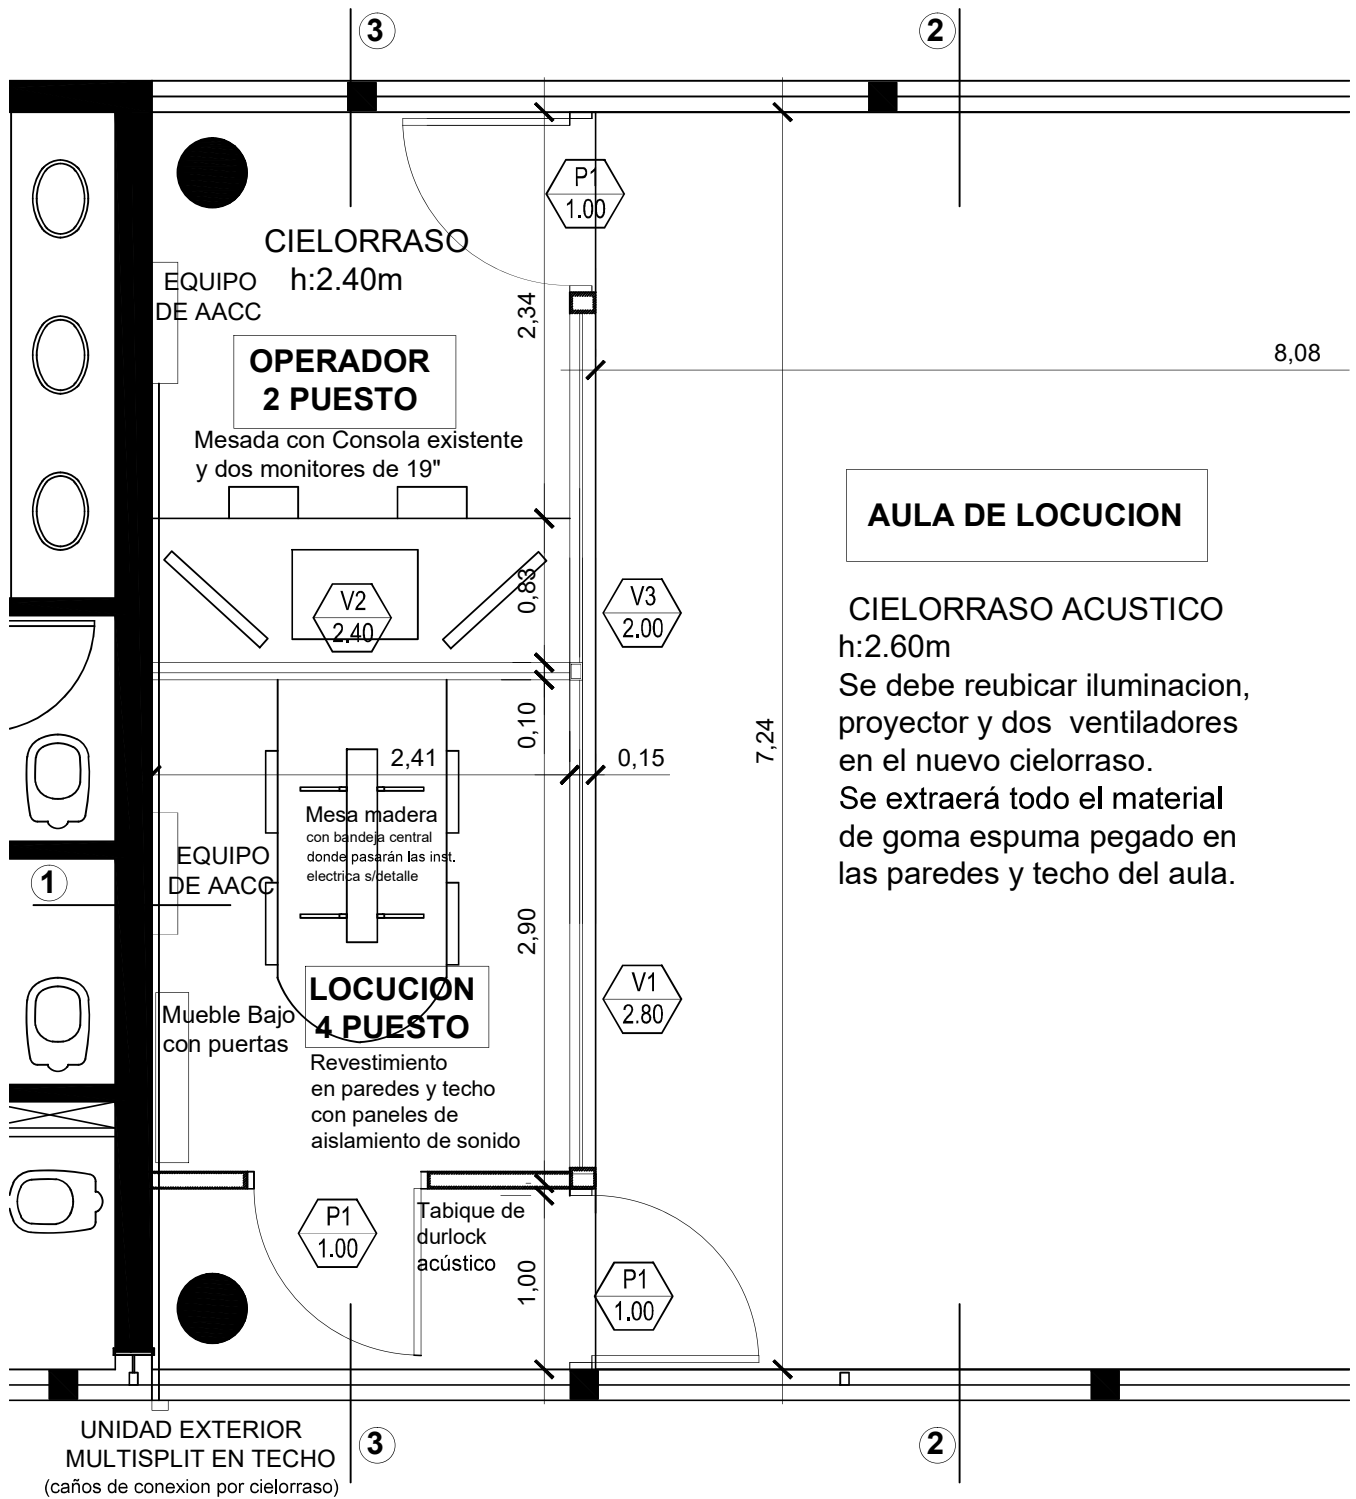 3
2
P1
1.00
CIELORRASO
h:2.40m
EQUIPO
DE AACC
2,34
OPERADOR
2 PUESTO
8,08
Mesada con Consola existente
y dos monitores de 19"
AULA DE LOCUCION
V2
2.40
0,83
V3
2.00
CIELORRASO ACUSTICO
h:2.60m
Se debe reubicar iluminacion,
proyector y dos ventiladores
en el nuevo cielorraso.
Se extraerá todo el material
de goma espuma pegado en
las paredes y techo del aula.
0,10
7,24
2,41
0,15
Mesa madera
con bandeja central
donde pasarán las inst.
electrica s/detalle
EQUIPO
DE AACC
1
2,90
LOCUCION
4 PUESTO
V1
2.80
Mueble Bajo
con puertas
Revestimiento
en paredes y techo
con paneles de
aislamiento de sonido
P1
1.00
Tabique de
durlock
acústico
1,00
P1
1.00
UNIDAD EXTERIOR
MULTISPLIT EN TECHO
(caños de conexion por cielorraso)
3
2